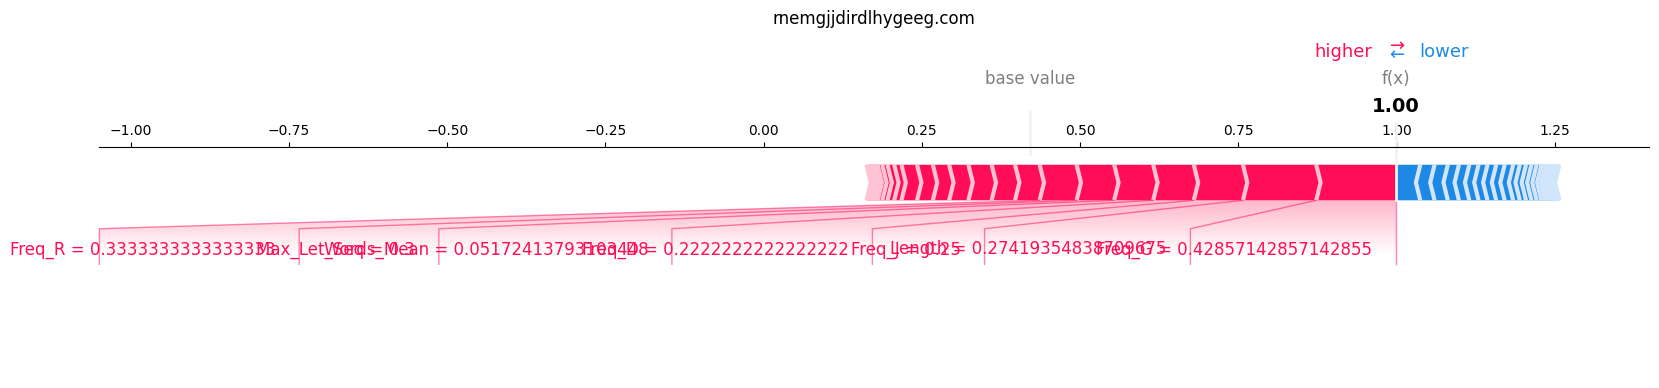 rnemgjjdirdlhygeeg.com
higher ⇄ lower
base value f(x)
1.00
−1.00 −0.75 −0.50 −0.25 0.00 0.25 0.50 0.75 1.00 1.25
Freq_R = 0.3333333333333333 Max_Let_Seq = 0.3 Words_Mean = 0.05172413793103448 Freq_D = 0.2222222222222222 Freq_J = 0.25 Length = 0.27419354838709675 Freq_G = 0.42857142857142855